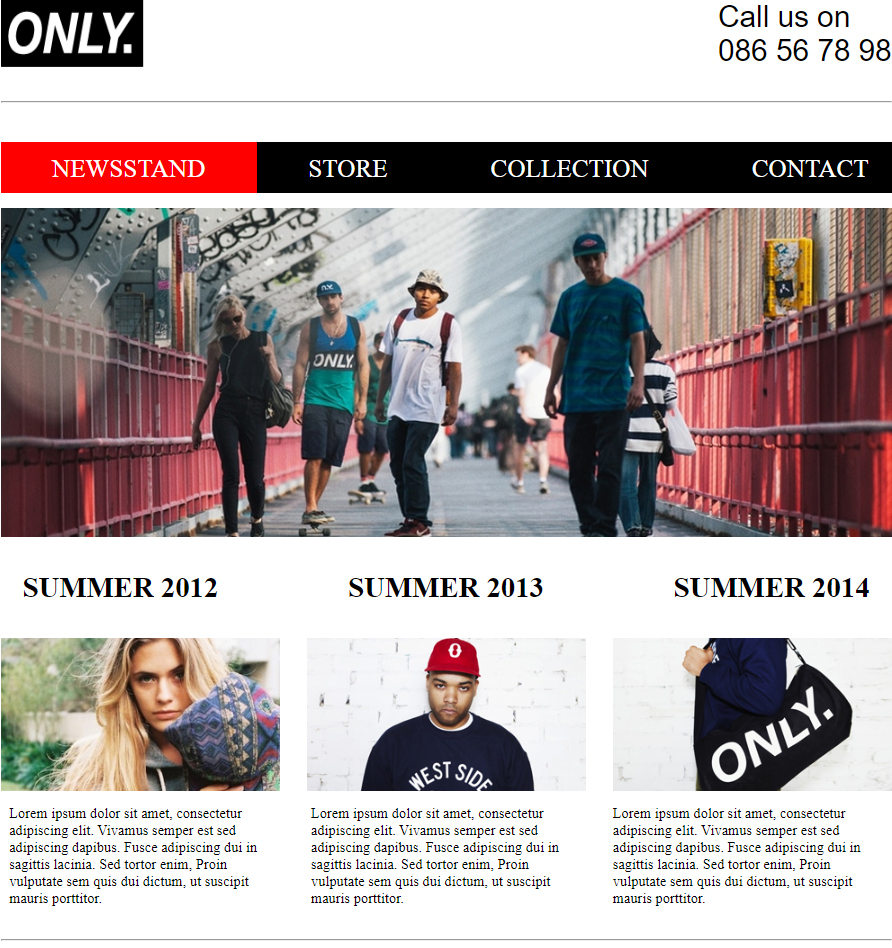 ONLY.
Call us on
086 56 78 98
NEWSSTAND STORE COLLECTION CONTACT
ONLY.
SUMMER 2012 SUMMER 2013 SUMMER 2014
WEST SIDE
ONLY.
Lorem ipsum dolor sit amet, consectetur
adipiscing elit. Vivamus semper est sed
adipiscing dapibus. Fusce adipiscing dui in
sagittis lacinia. Sed tortor enim, Proin
vulputate sem quis dui dictum, ut suscipit
mauris porttitor.
Lorem ipsum dolor sit amet, consectetur
adipiscing elit. Vivamus semper est sed
adipiscing dapibus. Fusce adipiscing dui in
sagittis lacinia. Sed tortor enim, Proin
vulputate sem quis dui dictum, ut suscipit
mauris porttitor.
Lorem ipsum dolor sit amet, consectetur
adipiscing elit. Vivamus semper est sed
adipiscing dapibus. Fusce adipiscing dui in
sagittis lacinia. Sed tortor enim, Proin
vulputate sem quis dui dictum, ut suscipit
mauris porttitor.